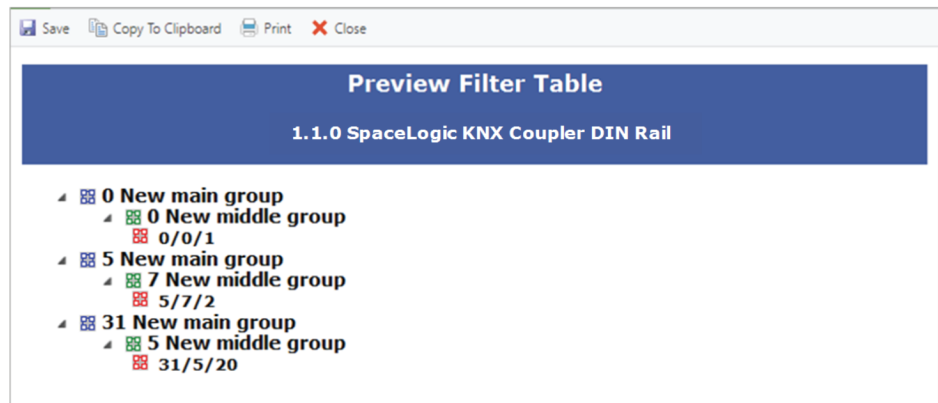 Save Copy To Clipboard Print Close
Preview Filter Table
1.1.0 SpaceLogic KNX Coupler DIN Rail
0 New main group
0 New middle group
0/0/1
5 New main group
7 New middle group
5/7/2
31 New main group
5 New middle group
31/5/20